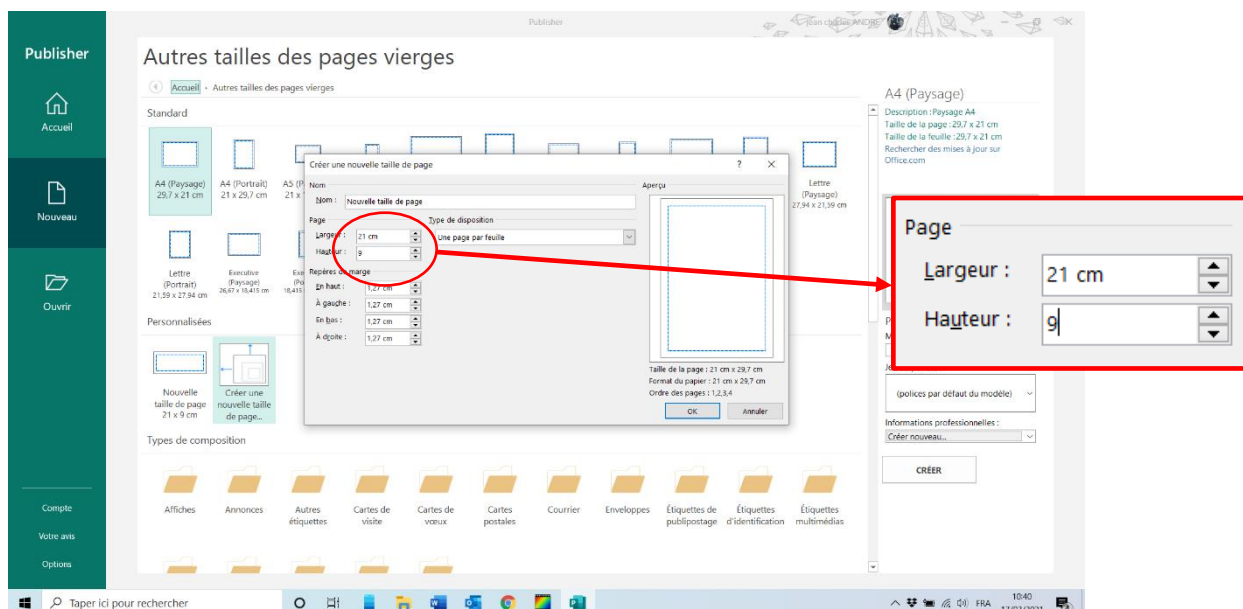 Publisher
jean charles ANDRE
Publisher
Accueil
Nouveau
Ouvrir
Compte
Votre avis
Options
Autres tailles des pages vierges
Accueil
Autres tailles des pages vierges
Standard
A4 (Paysage)
29,7 x 21 cm
A4 (Portrait)
21 x 29,7 cm
A5 (P
21 x
Lettre
(Paysage)
27,94 x 21,59 cm
Lettre
(Portrait)
21,59 x 27,94 cm
Executive
(Paysage)
26,67 x 18,415 cm
18,415
Personnalisées
Nouvelle
taille de page
21 x 9 cm
Créer une
nouvelle taille
de page...
Types de composition
Affiches
Annonces
Autres
étiquettes
Cartes de
visite
Cartes de
vœux
Cartes
postales
Courrier
Enveloppes
Étiquettes de
publipostage
Étiquettes
d'identification
Étiquettes
multimédias
Créer une nouvelle taille de page
? X
Nom
Nom : Nouvelle taille de page
Page
Largeur : 21 cm
Hauteur : 9
Type de disposition
Une page par feuille
Repères de marge
En haut : 1,27 cm
À gauche : 1,27 cm
En bas : 1,27 cm
À droite : 1,27 cm
Aperçu
Taille de la page : 21 cm x 29,7 cm
Format du papier : 21 cm x 29,7 cm
Ordre des pages : 1,2,3,4
OK Annuler
A4 (Paysage)
Description : Paysage A4
Taille de la page : 29,7 x 21 cm
Taille de la feuille : 29,7 x 21 cm
Rechercher des mises à jour sur
Office.com
Page
Largeur : 21 cm
Hauteur : 9
(polices par défaut du modèle)
Informations professionnelles :
Créer nouveau...
CRÉER
Taper ici pour rechercher
FRA
10:40